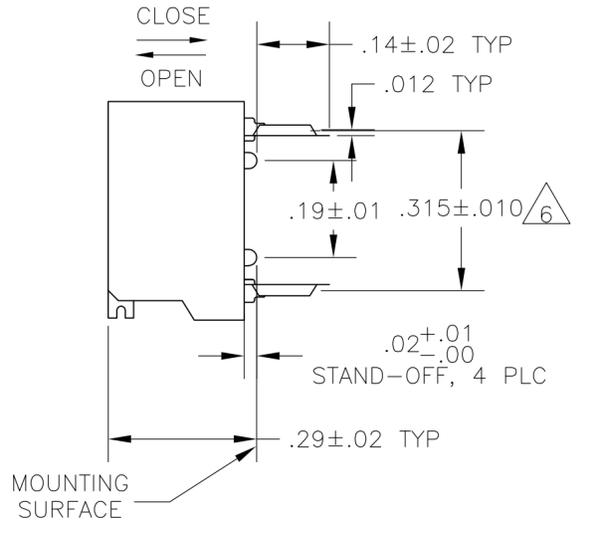 CLOSE
OPEN
.14±.02 TYP
.012 TYP
.19±.01
.315±.010
6
.02+.01
-.00
STAND-OFF, 4 PLC
.29±.02 TYP
MOUNTING
SURFACE